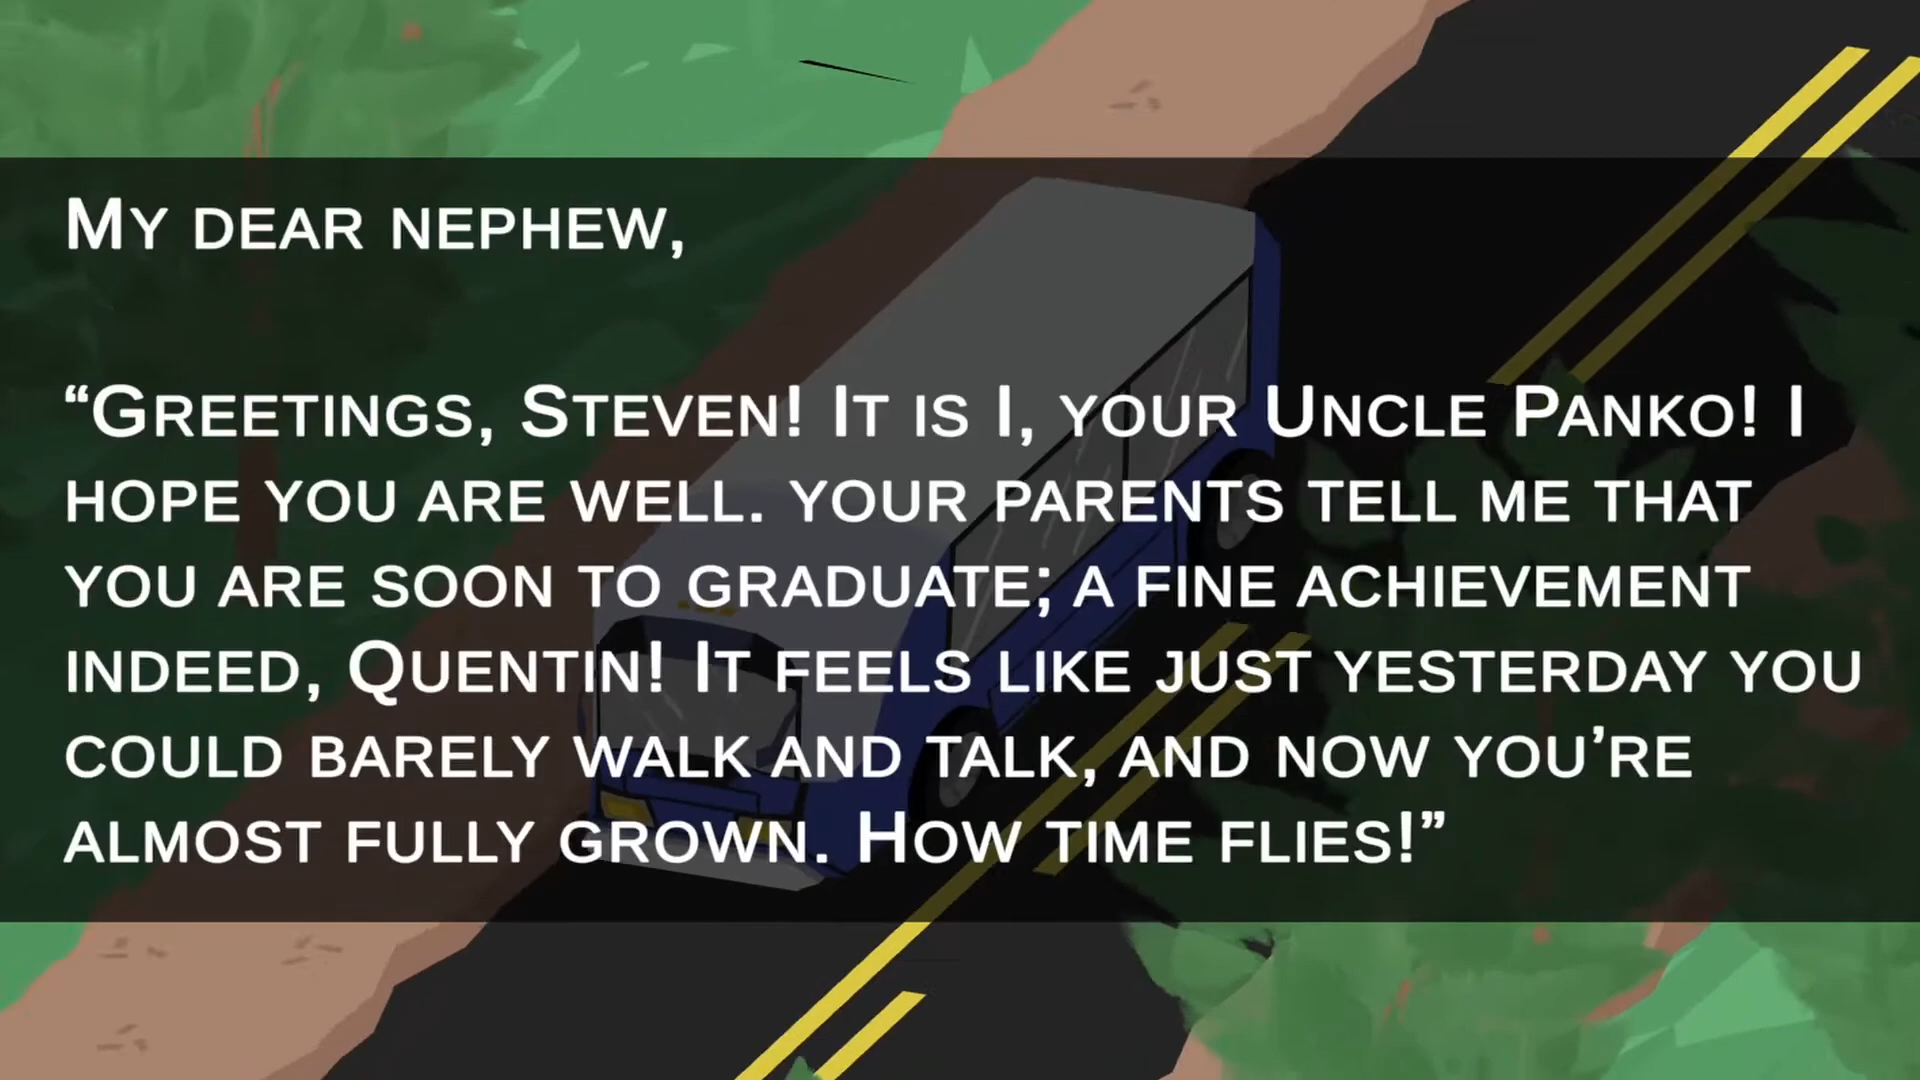 My dear nephew,
“Greetings, Steven! It is I, your Uncle Panko! I
hope you are well. Your parents tell me that
you are soon to graduate; a fine achievement
indeed, Quentin! It feels like just yesterday you
could barely walk and talk, and now you’re
almost fully grown. How time flies!”